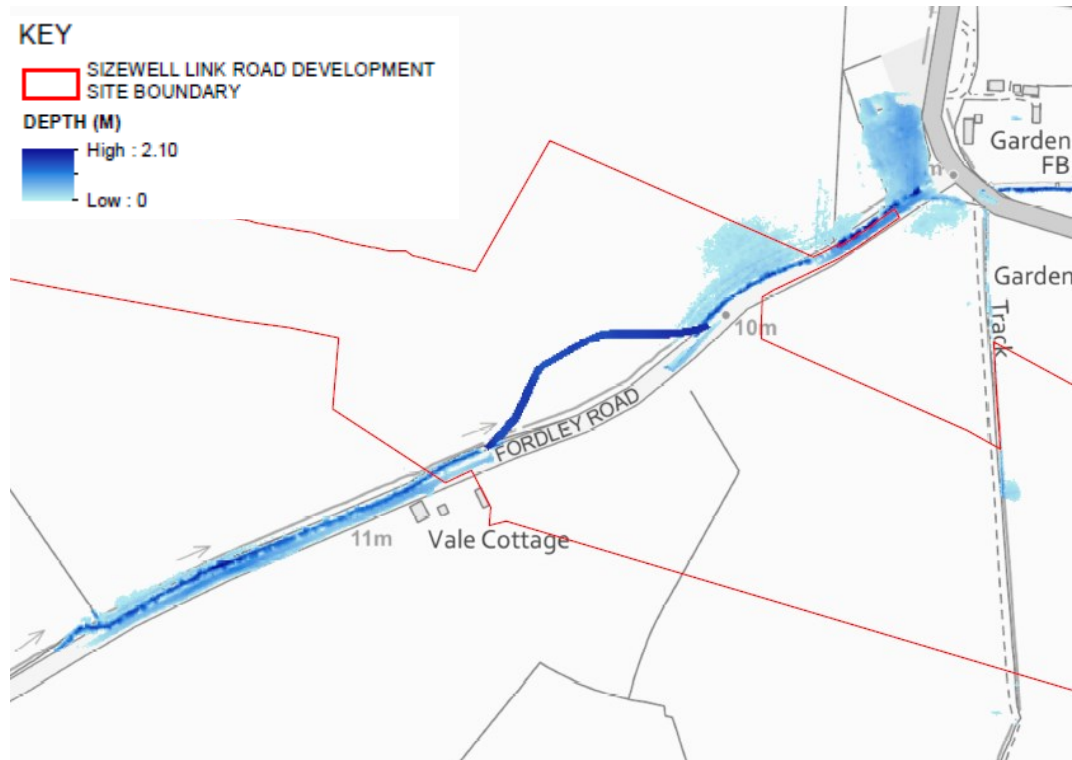 KEY
SIZEWELL LINK ROAD DEVELOPMENT
SITE BOUNDARY
DEPTH (M)
High : 2.10
Low : 0
Garden
m
FB
Garden
Track
10m
FORDLEY ROAD
11m
Vale Cottage